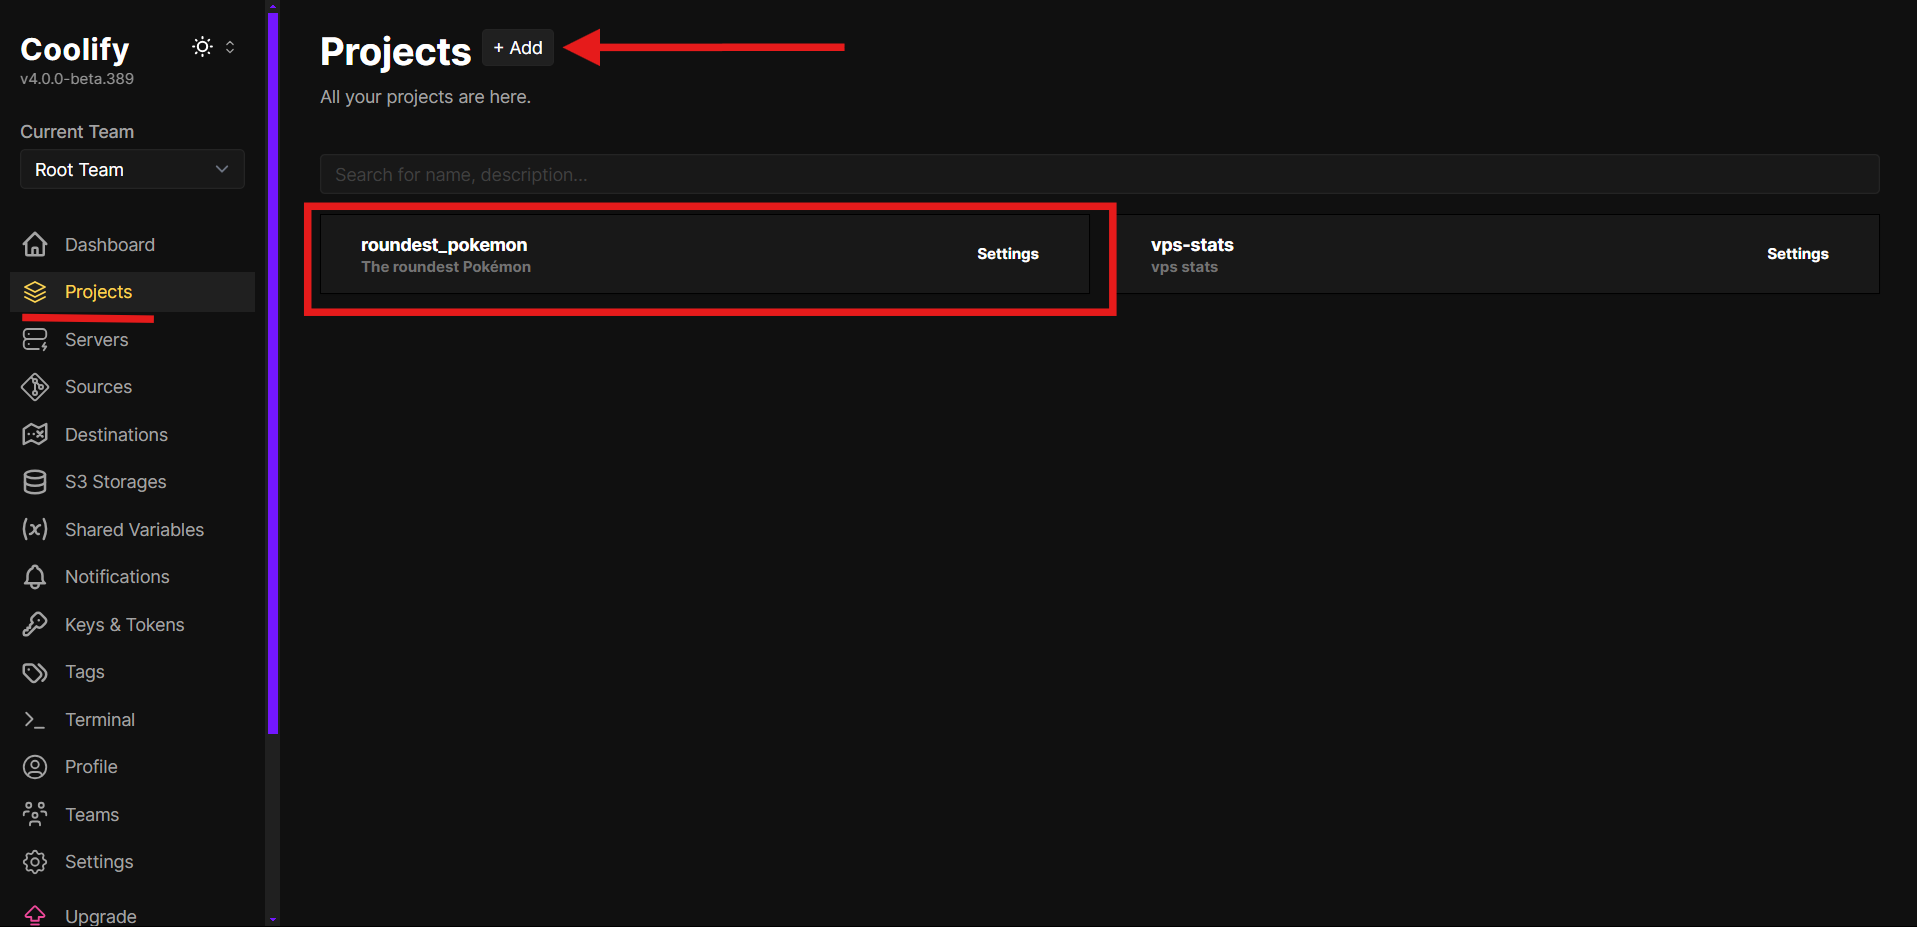 Coolify
v4.0.0-beta.389
Current Team
Root Team
Dashboard
Projects
Servers
Sources
Destinations
S3 Storages
Shared Variables
Notifications
Keys & Tokens
Tags
Terminal
Profile
Teams
Settings
Upgrade
Projects + Add
All your projects are here.
Search for name, description...
roundest_pokemon
The roundest Pokémon
Settings
vps-stats
vps stats
Settings